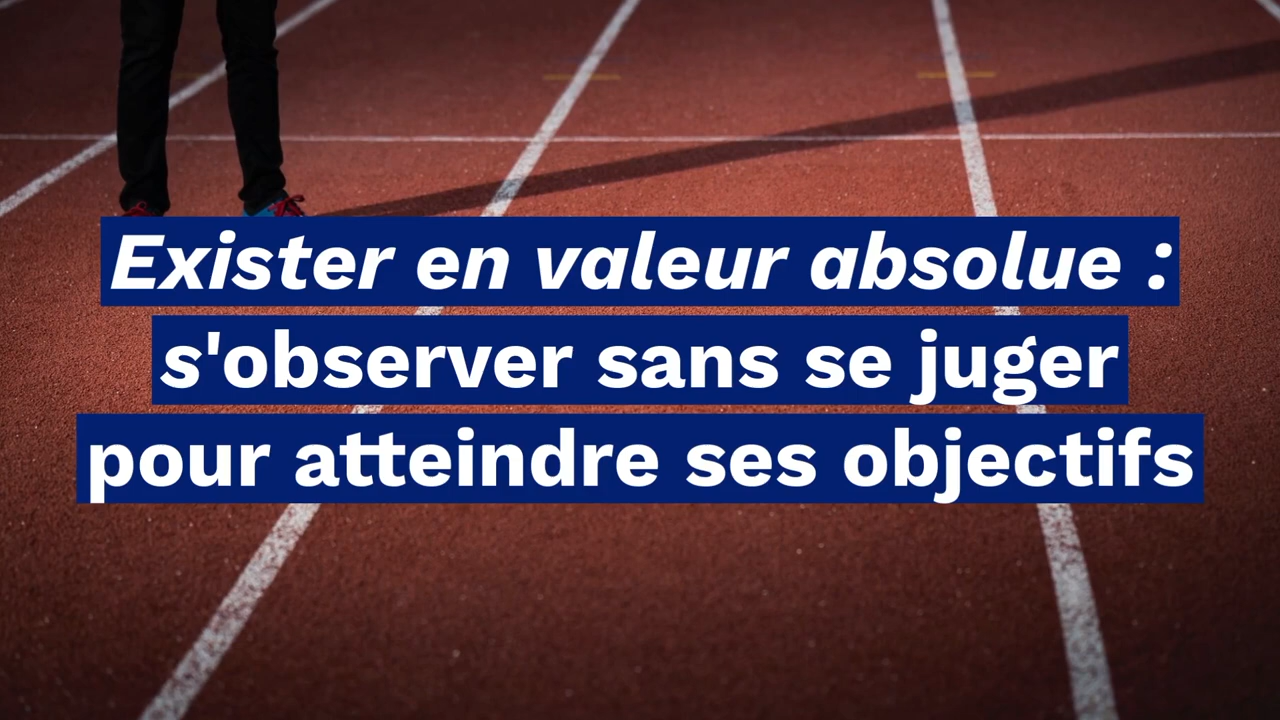 Exister en valeur absolue :
s'observer sans se juger
pour atteindre ses objectifs